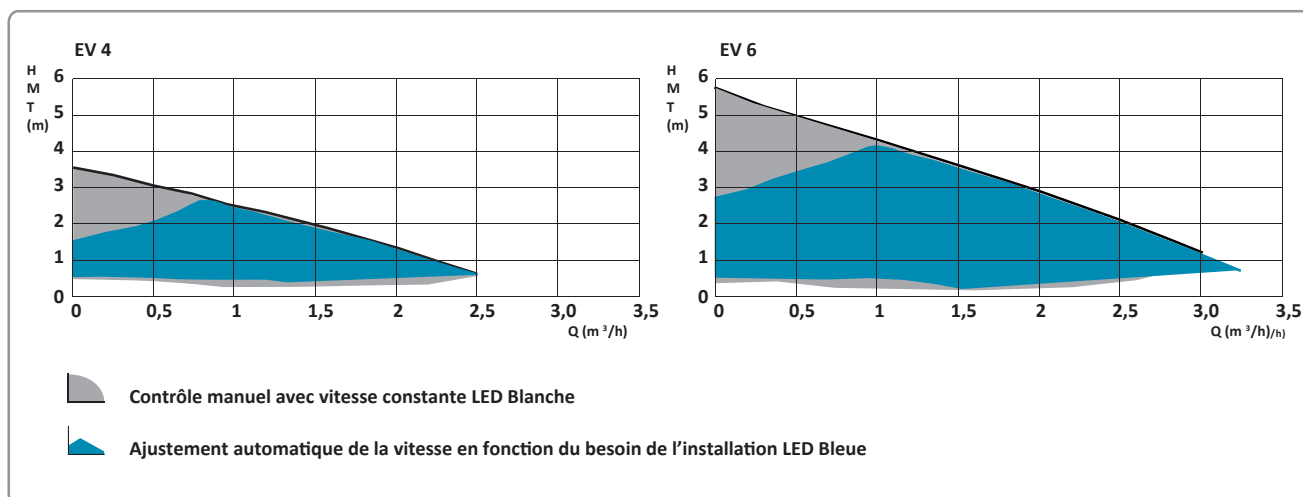 EV 4
H
M
T
(m)
6
5
4
3
2
1
0
0 0,5 1 1,5 2 2,5 3,0 3,5
Q (m ³/h)
EV 6
H
M
T
(m)
6
5
4
3
2
1
0
0 0,5 1 1,5 2 2,5 3.0 3,5
Q (m ³/h)/h)
Contrôle manuel avec vitesse constante LED Blanche
Ajustement automatique de la vitesse en fonction du besoin de l’installation LED Bleue